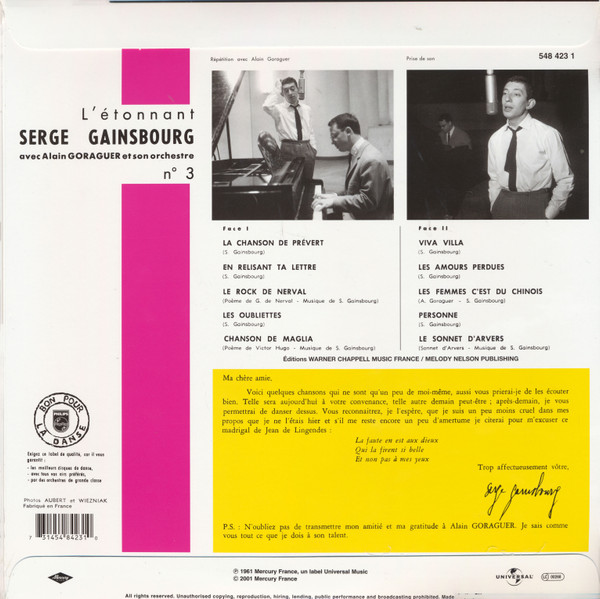 Répétition avec Alain Goraguer
Prise de son
548 423 1
L'étonnant
SERGE GAINSBOURG
avec Alain GORAGUER et son orchestre
n° 3
Face I
LA CHANSON DE PRÉVERT
(S. Gainsbourg)
EN RELISANT TA LETTRE
(S. Gainsbourg)
LE ROCK DE NERVAL
(Poème de G. de Nerval - Musique de S. Gainsbourg)
LES OUBLIETTES
(S. Gainsbourg)
CHANSON DE MAGLIA
(Poème de Victor Hugo - Musique de S. Gainsbourg)
Face II
VIVA VILLA
(S. Gainsbourg)
LES AMOURS PERDUES
(S. Gainsbourg)
LES FEMMES C'EST DU CHINOIS
(A. Goraguer - S. Gainsbourg)
PERSONNE
(S. Gainsbourg)
LE SONNET D'ARVERS
(Sonnet d'Arvers - Musique de S. Gainsbourg)
Éditions WARNER CHAPPELL MUSIC FRANCE / MELODY NELSON PUBLISHING
Ma chère amie,
Voici quelques chansons qui ne sont qu'un peu de moi-même, aussi vous prierai-je de les écouter
bien. Telle sera aujourd'hui à votre convenance, telle autre demain peut-être ; après-demain, je vous
permettrai de danser dessus. Vous reconnaitrez, je l'espère, que je suis un peu moins cruel dans mes
propos que je ne l'étais hier et s'il me reste encore un peu d'amertume je citerai pour m'excuser ce
madrigal de Jean de Lingendes :
La faute en est aux dieux
Qui la firent si belle
Et non pas à mes yeux
Trop affectueusement vôtre,
Serge Gainsbourg
P.S. : N'oubliez pas de transmettre mon amitié et ma gratitude à Alain GORAGUER. Je sais comme
vous tout ce que je dois à son talent.
BON POUR
PHILIPS
LA DANSE
Exigez ce label de qualité, car il vous
garantit :
- les meilleurs disques de danse,
- avec tous vos airs préférés,
- par des orchestres de grande classe
Photos AUBERT et WIEZNIAK
Fabriqué en France
7 31454 84231 6
℗ 1961 Mercury France, un label Universal Music
© 2001 Mercury France
Mercury
UNIVERSAL
All rights reserved. Unauthorised copying, reproduction, hiring, lending, public performance and broadcasting prohibited. Made